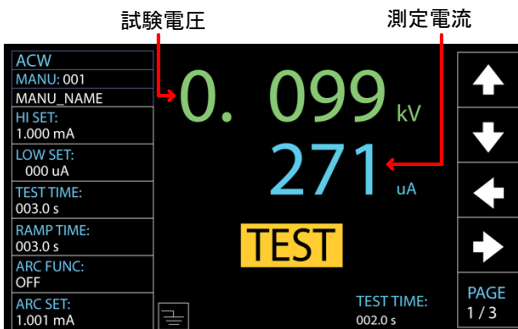 試験電圧
測定電流
ACW
MANU: 001
MANU_NAME
HI SET:
1.000 mA
LOW SET:
000 uA
TEST TIME:
003.0 s
RAMP TIME:
003.0 s
ARC FUNC:
OFF
ARC SET:
1.001 mA
0. 099 kV
271 uA
TEST
TEST TIME:
002.0 s
PAGE
1 / 3